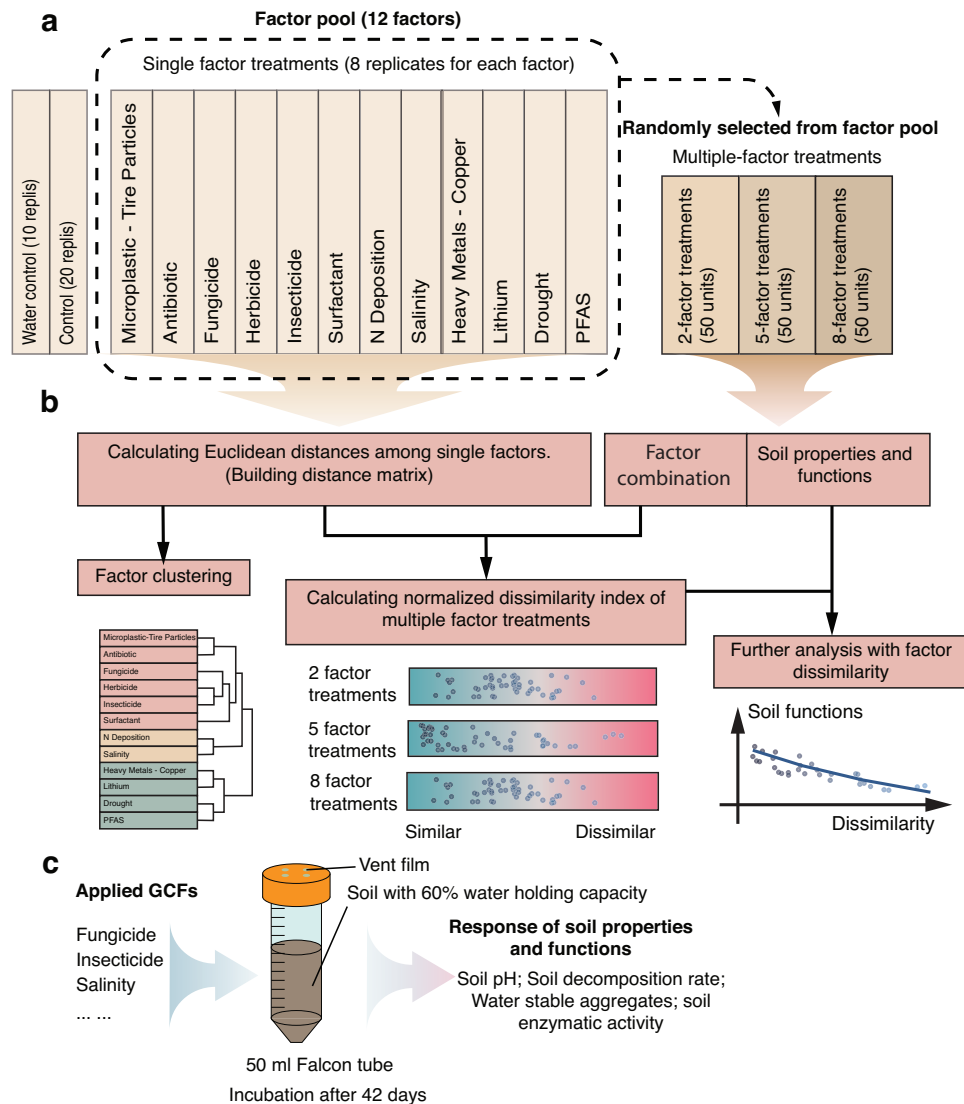 a
Factor pool (12 factors)
Single factor treatments (8 replicates for each factor)
Water control (10 replis)
Control (20 replis)
Microplastic - Tire Particles
Antibiotic
Fungicide
Herbicide
Insecticide
Surfactant
N Deposition
Salinity
Heavy Metals - Copper
Lithium
Drought
PFAS
Randomly selected from factor pool
Multiple-factor treatments
2-factor treatments
(50 units)
5-factor treatments
(50 units)
8-factor treatments
(50 units)
b
Calculating Euclidean distances among single factors.
(Building distance matrix)
Factor
combination
Soil properties and
functions
Factor clustering
Calculating normalized dissimilarity index of
multiple factor treatments
Further analysis with factor
dissimilarity
Microplastic-Tire Particles
Antibiotic
Fungicide
Herbicide
Insecticide
Surfactant
N Deposition
Salinity
Heavy Metals - Copper
Lithium
Drought
PFAS
2 factor
treatments
5 factor
treatments
8 factor
treatments
Similar
Dissimilar
Soil functions
Dissimilarity
c
Applied GCFs
Fungicide
Insecticide
Salinity
... ...
Vent film
Soil with 60% water holding capacity
50 ml Falcon tube
Incubation after 42 days
Response of soil properties
and functions
Soil pH; Soil decomposition rate;
Water stable aggregates; soil
enzymatic activity